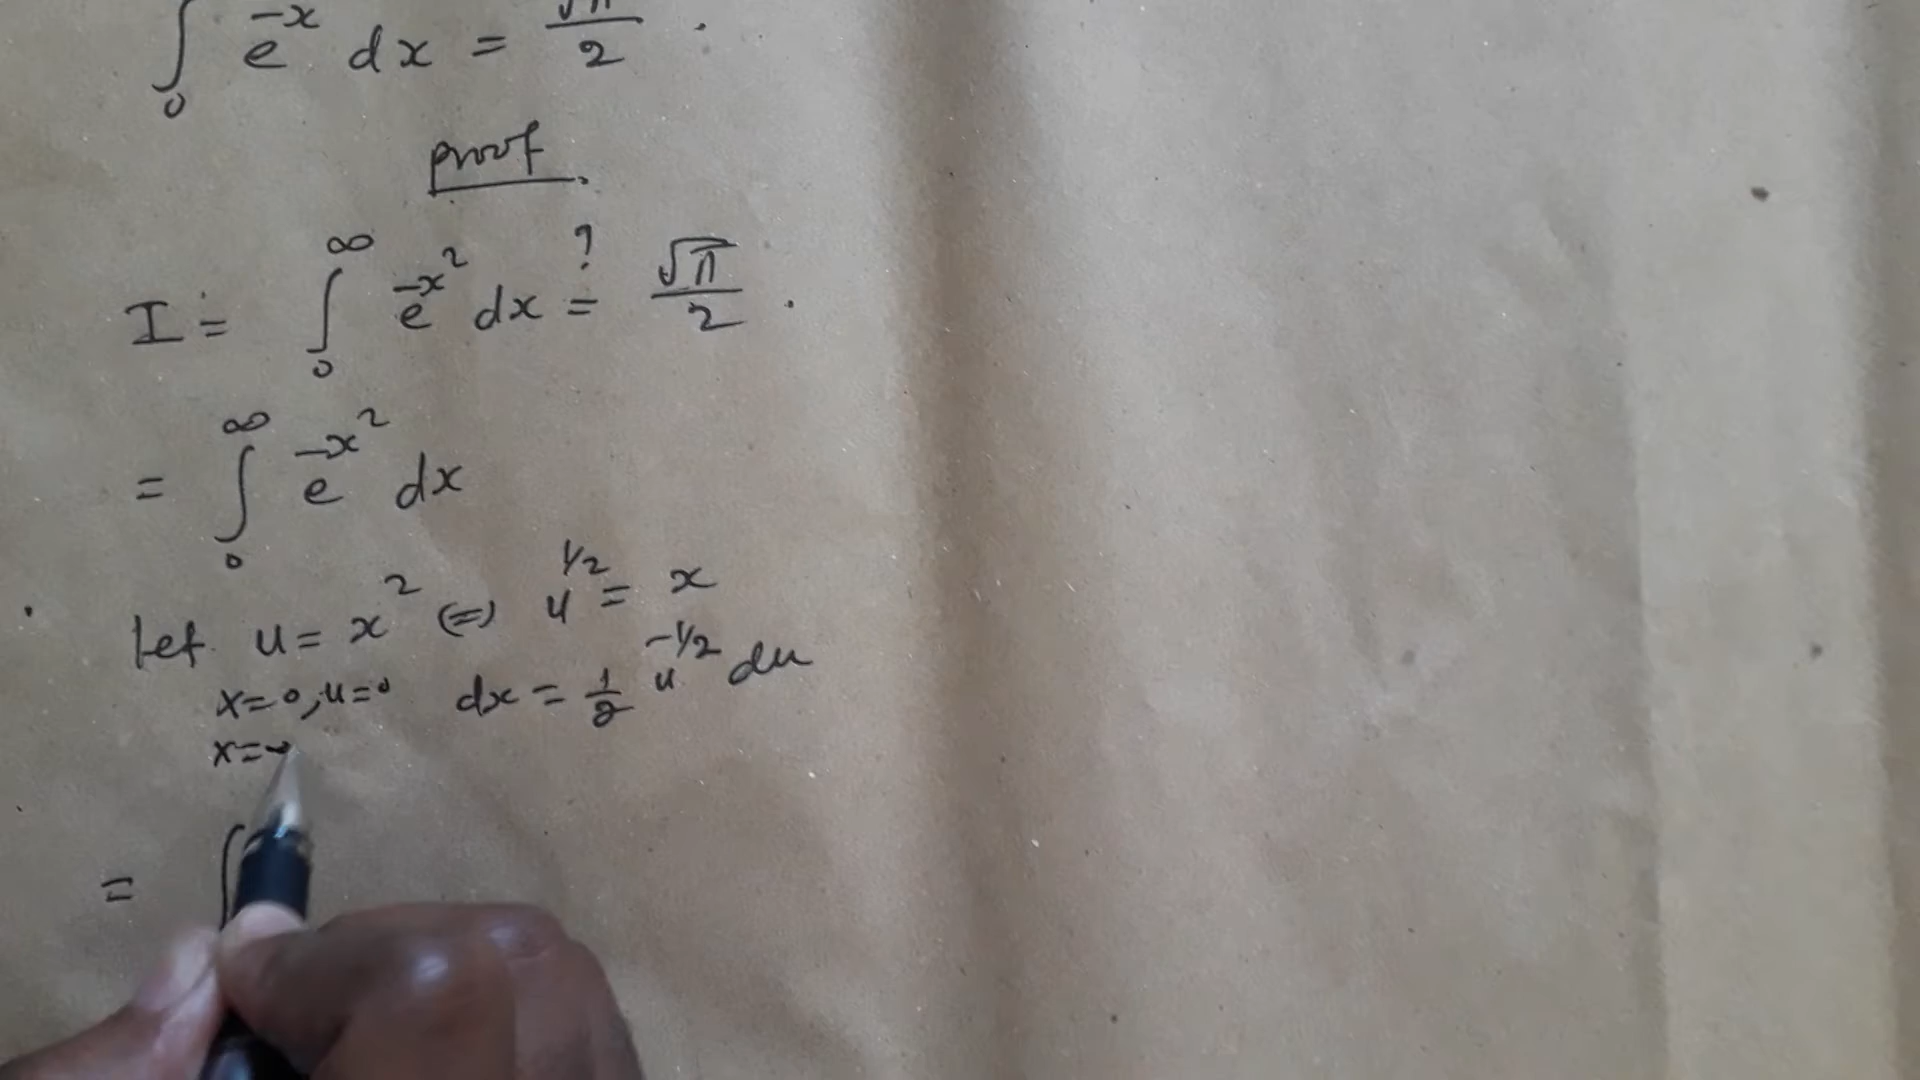 ∫₀ e^-x dx = √π/2 .
proof
I = ∫₀^∞ e^-x² dx =? √π/2 .
= ∫₀^∞ e^-x² dx
let u = x² (=) u^1/2 = x
x=0, u=0 dx = 1/2 u^-1/2 du
x=
= ∫